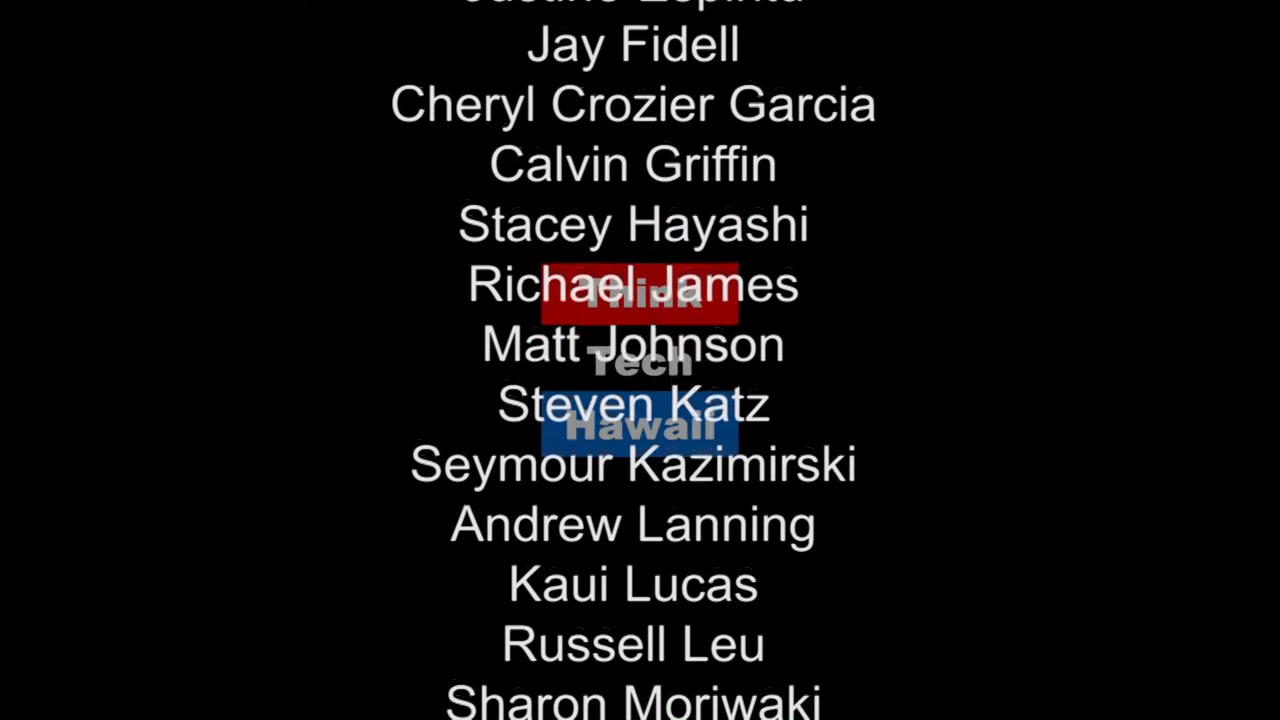 Jay Fidell
Cheryl Crozier Garcia
Calvin Griffin
Stacey Hayashi
Richael James
Think
Matt Johnson
Tech
Steven Katz
Hawaii
Seymour Kazimirski
Andrew Lanning
Kaui Lucas
Russell Leu
Sharon Moriwaki